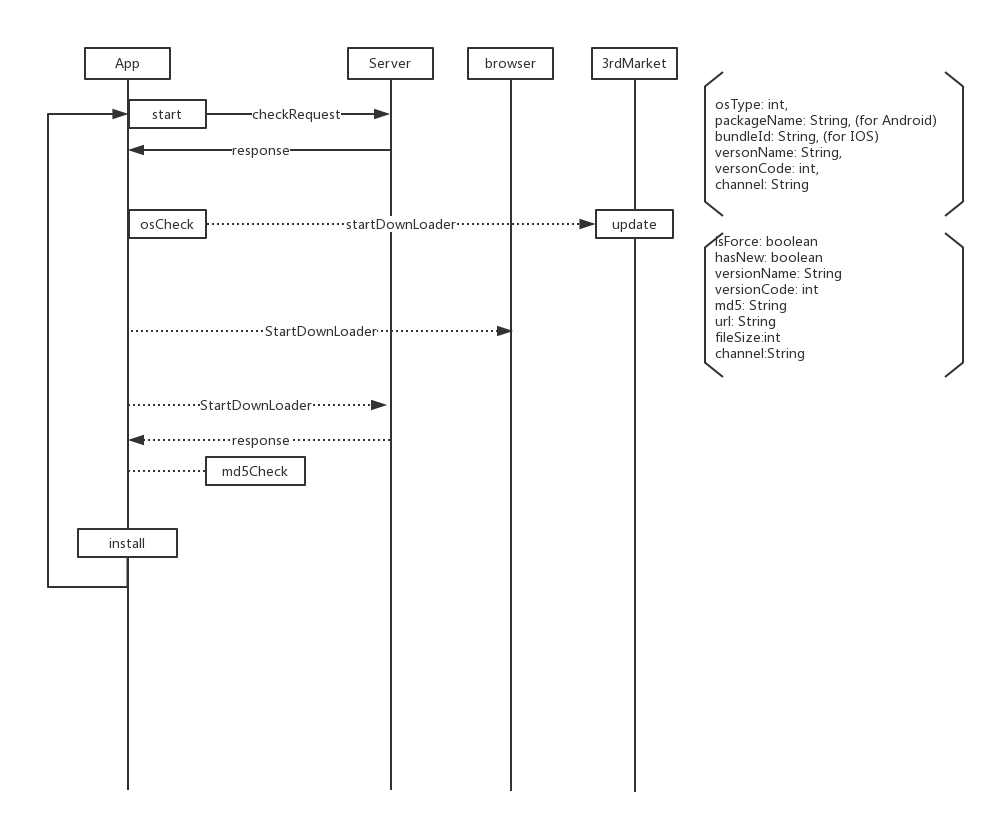 App
Server
browser
3rdMarket
start
checkRequest
response
osCheck
startDownLoader
update
StartDownLoader
StartDownLoader
response
md5Check
install
osType: int,
packageName: String, (for Android)
bundleId: String, (for IOS)
versonName: String,
versonCode: int,
channel: String
isForce: boolean
hasNew: boolean
versionName: String
versionCode: int
md5: String
url: String
fileSize:int
channel:String